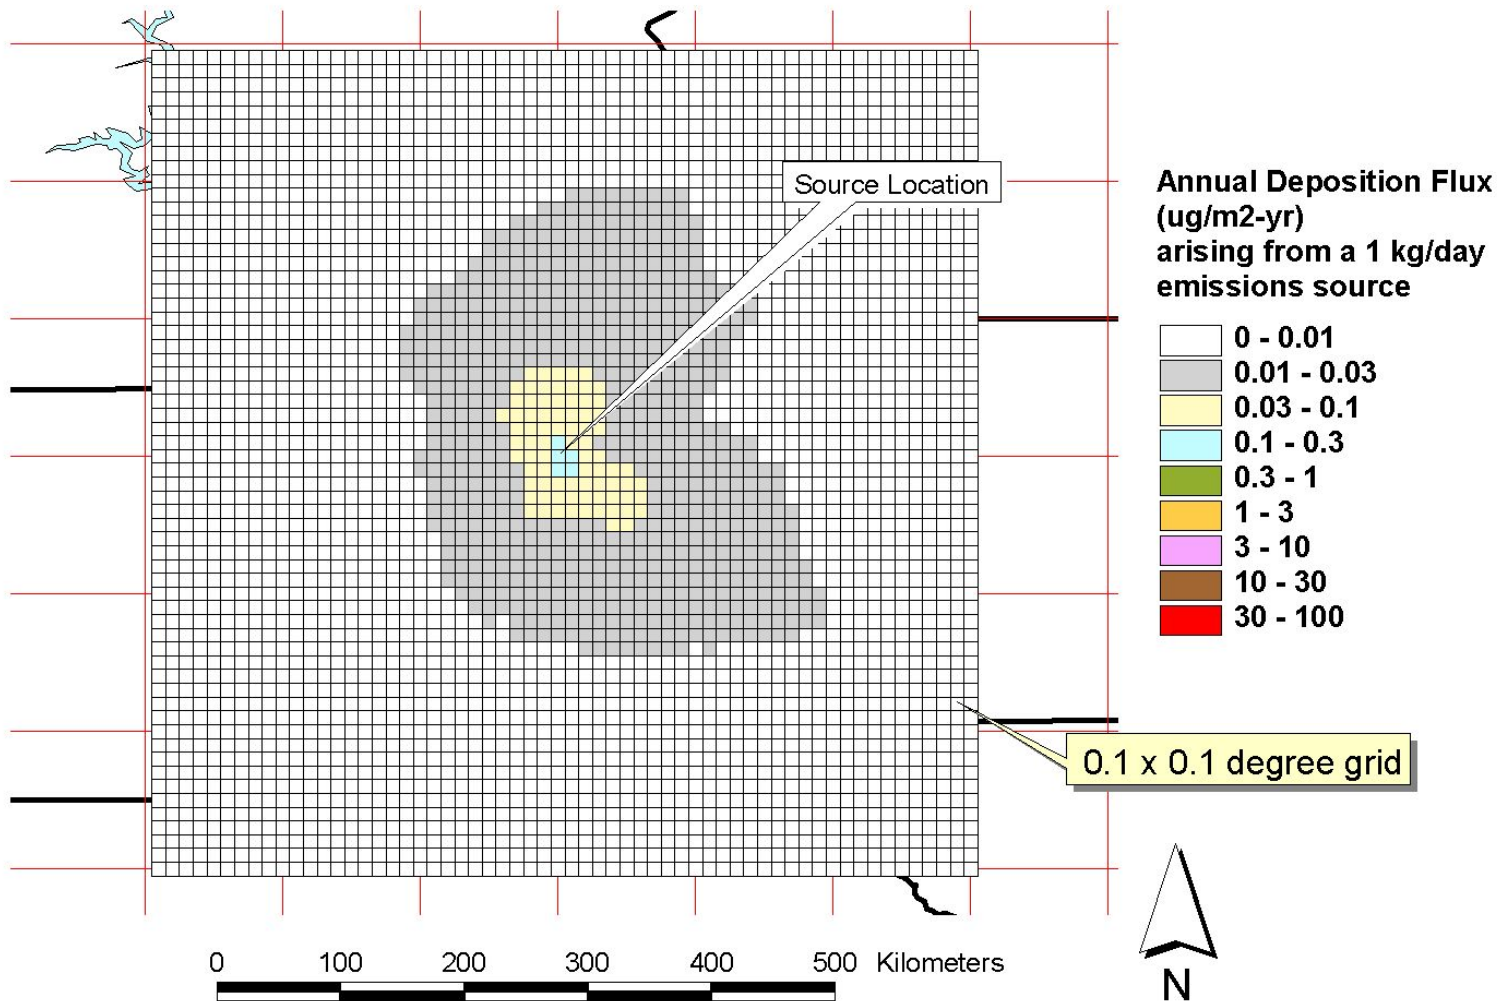 Source Location
Annual Deposition Flux
(ug/m2-yr)
arising from a 1 kg/day
emissions source
0 - 0.01
0.01 - 0.03
0.03 - 0.1
0.1 - 0.3
0.3 - 1
1 - 3
3 - 10
10 - 30
30 - 100
0.1 x 0.1 degree grid
0 100 200 300 400 500 Kilometers
N